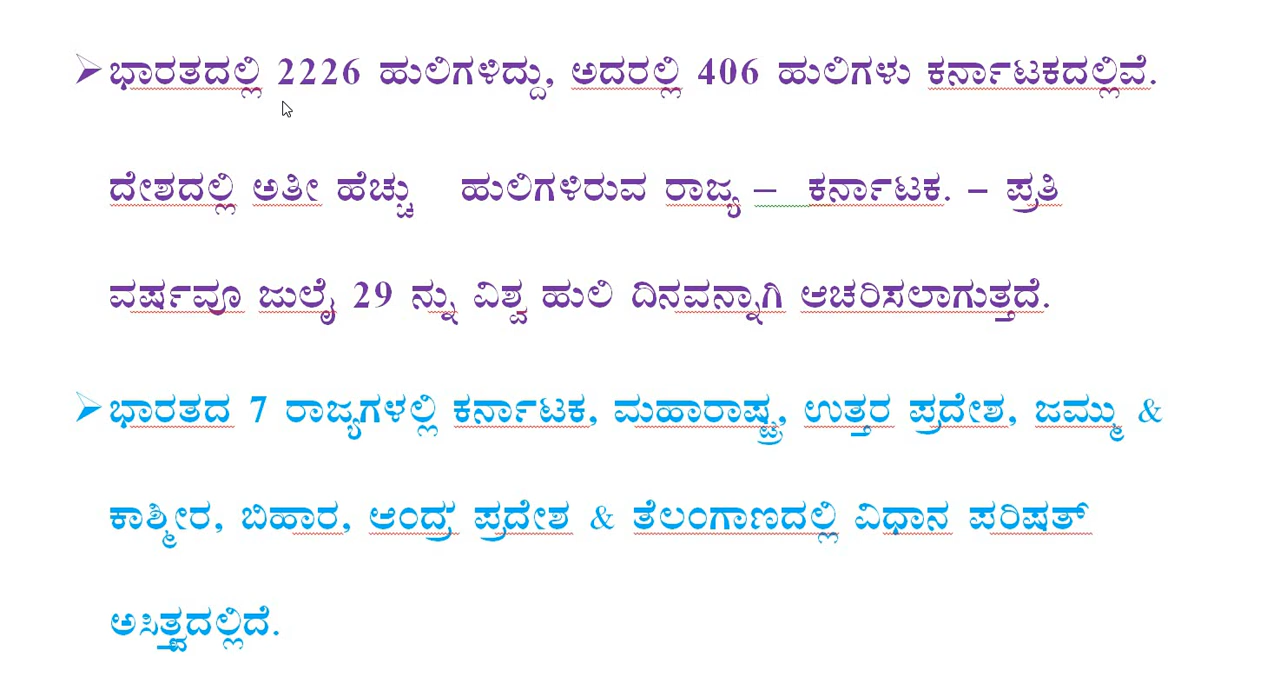 ➢ ಭಾರತದಲ್ಲಿ 2226 ಹುಲಿಗಳಿದ್ದು, ಅದರಲ್ಲಿ 406 ಹುಲಿಗಳು ಕರ್ನಾಟಕದಲ್ಲಿವೆ.
ದೇಶದಲ್ಲಿ ಅತೀ ಹೆಚ್ಚು ಹುಲಿಗಳಿರುವ ರಾಜ್ಯ – ಕರ್ನಾಟಕ. – ಪ್ರತಿ
ವರ್ಷವೂ ಜುಲೈ 29 ನ್ನು ವಿಶ್ವ ಹುಲಿ ದಿನವನ್ನಾಗಿ ಆಚರಿಸಲಾಗುತ್ತದೆ.
➢ ಭಾರತದ 7 ರಾಜ್ಯಗಳಲ್ಲಿ ಕರ್ನಾಟಕ, ಮಹಾರಾಷ್ಟ್ರ, ಉತ್ತರ ಪ್ರದೇಶ, ಜಮ್ಮು &
ಕಾಶ್ಮೀರ, ಬಿಹಾರ, ಆಂದ್ರ ಪ್ರದೇಶ & ತೆಲಂಗಾಣದಲ್ಲಿ ವಿಧಾನ ಪರಿಷತ್
ಅಸಿತ್ತ್ವದಲ್ಲಿದೆ.